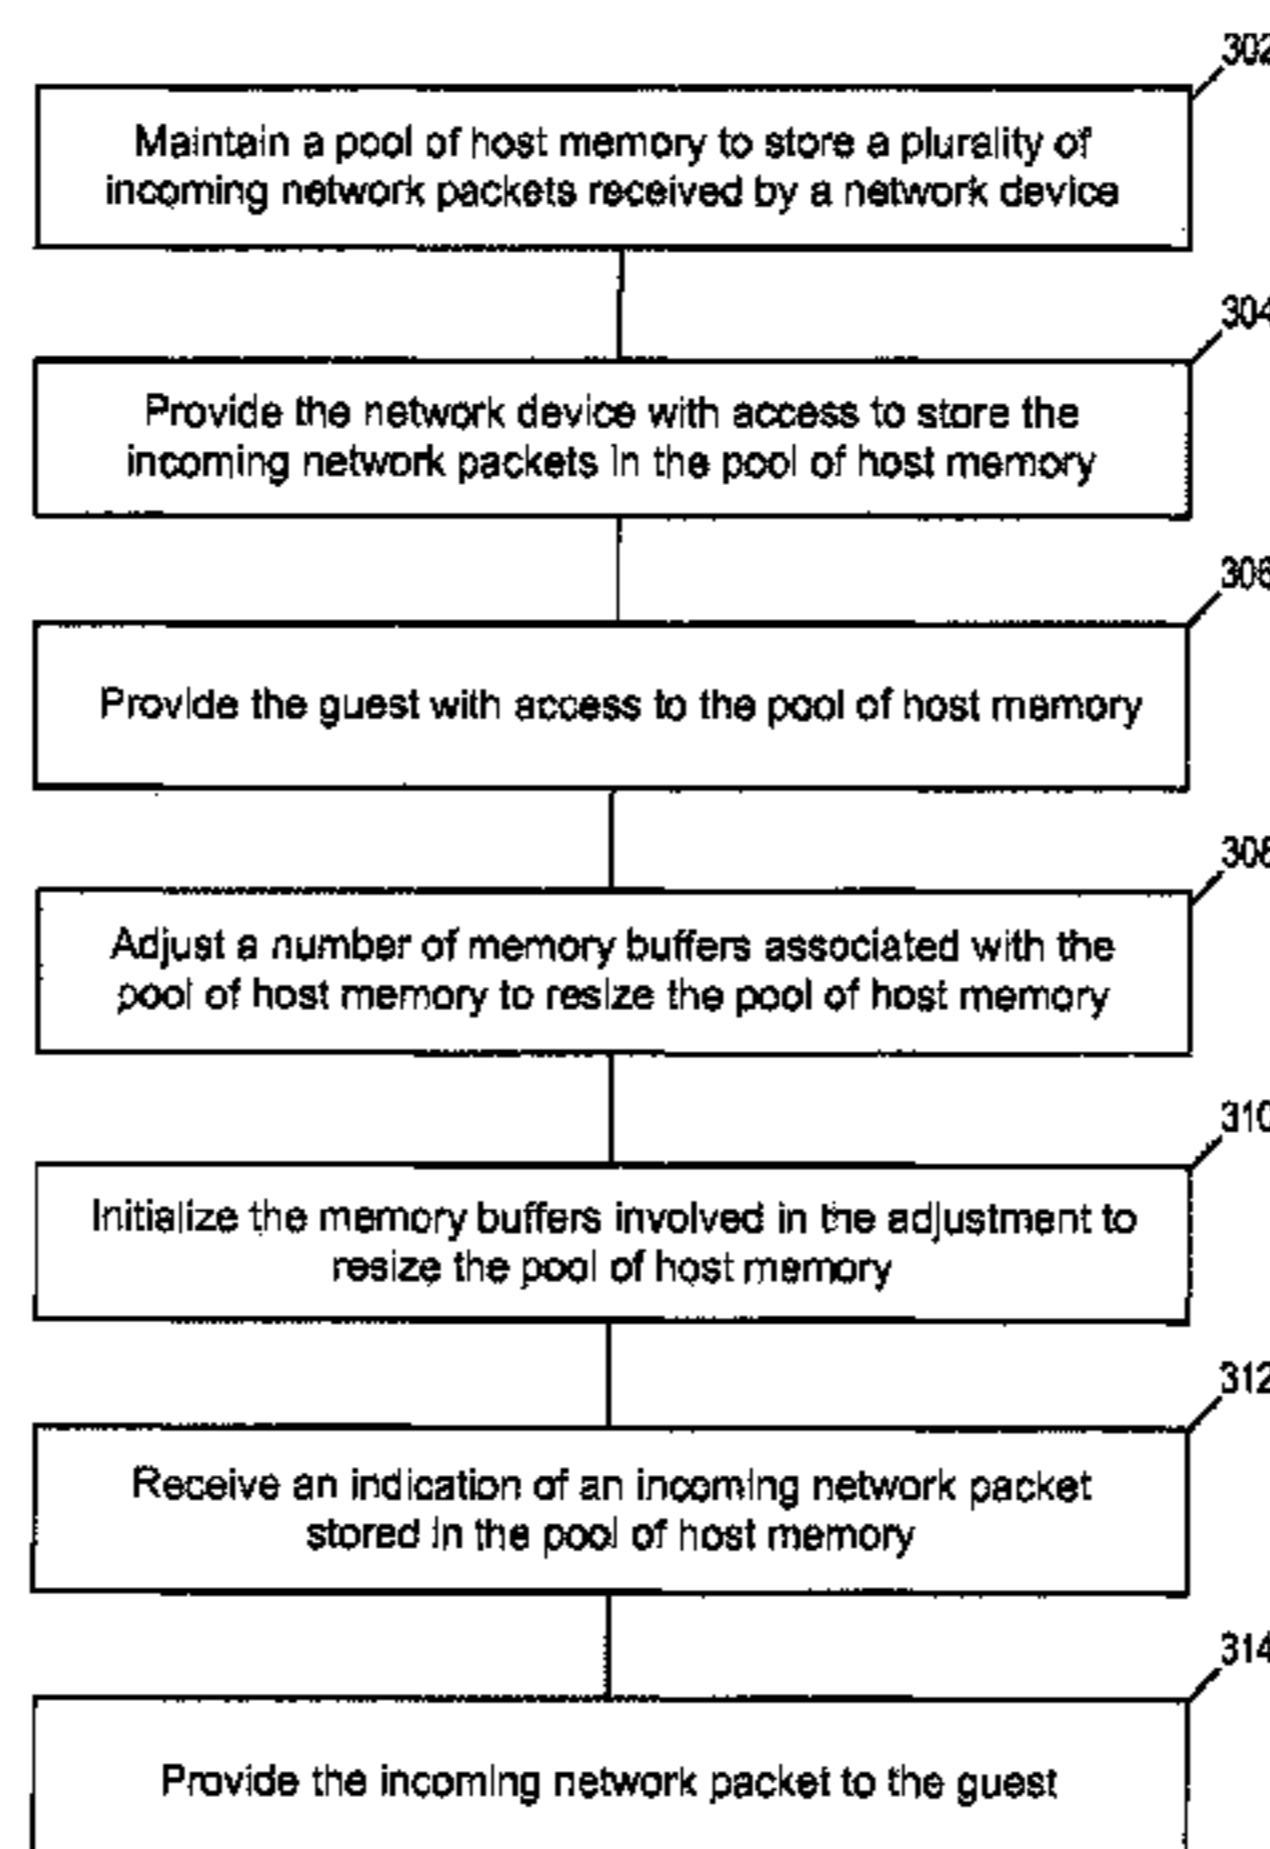 302
Maintain a pool of host memory to store a plurality of
incoming network packets received by a network device
304
Provide the network device with access to store the
incoming network packets in the pool of host memory
306
Provide the guest with access to the pool of host memory
308
Adjust a number of memory buffers associated with the
pool of host memory to resize the pool of host memory
310
Initialize the memory buffers involved in the adjustment to
resize the pool of host memory
312
Receive an indication of an incoming network packet
stored in the pool of host memory
314
Provide the incoming network packet to the guest